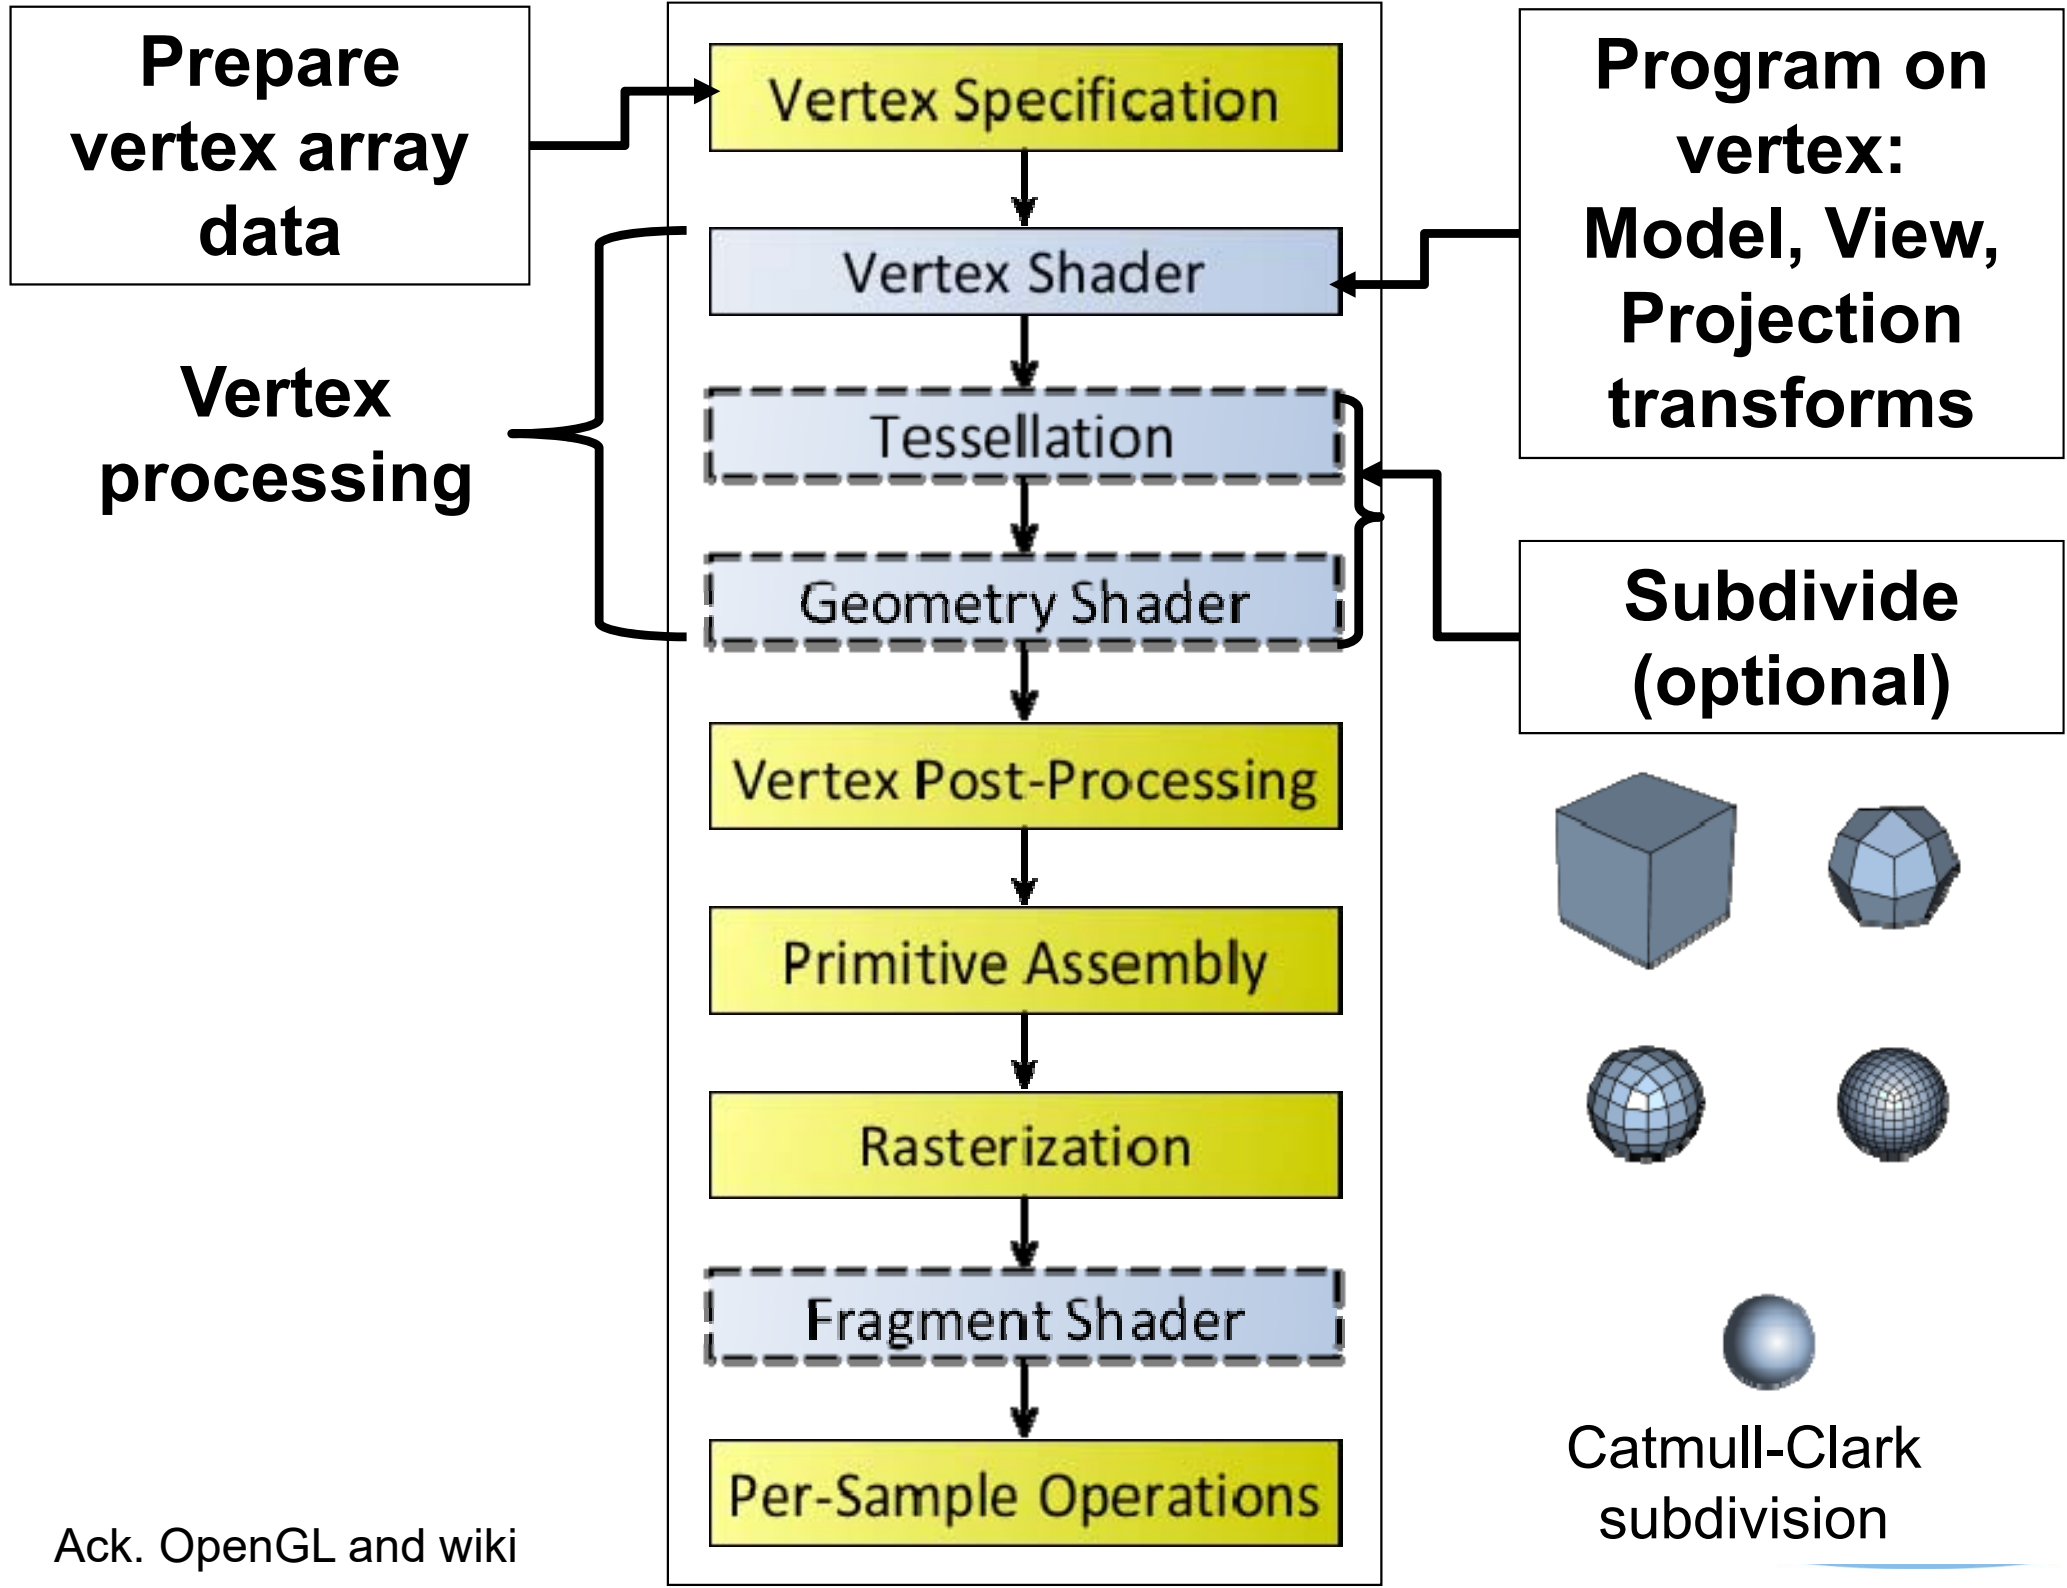 Prepare
vertex array
data
Vertex
processing
Vertex Specification
Vertex Shader
Tessellation
Geometry Shader
Vertex Post-Processing
Primitive Assembly
Rasterization
Fragment Shader
Per-Sample Operations
Program on
vertex:
Model, View,
Projection
transforms
Subdivide
(optional)
Catmull-Clark
subdivision
Ack. OpenGL and wiki